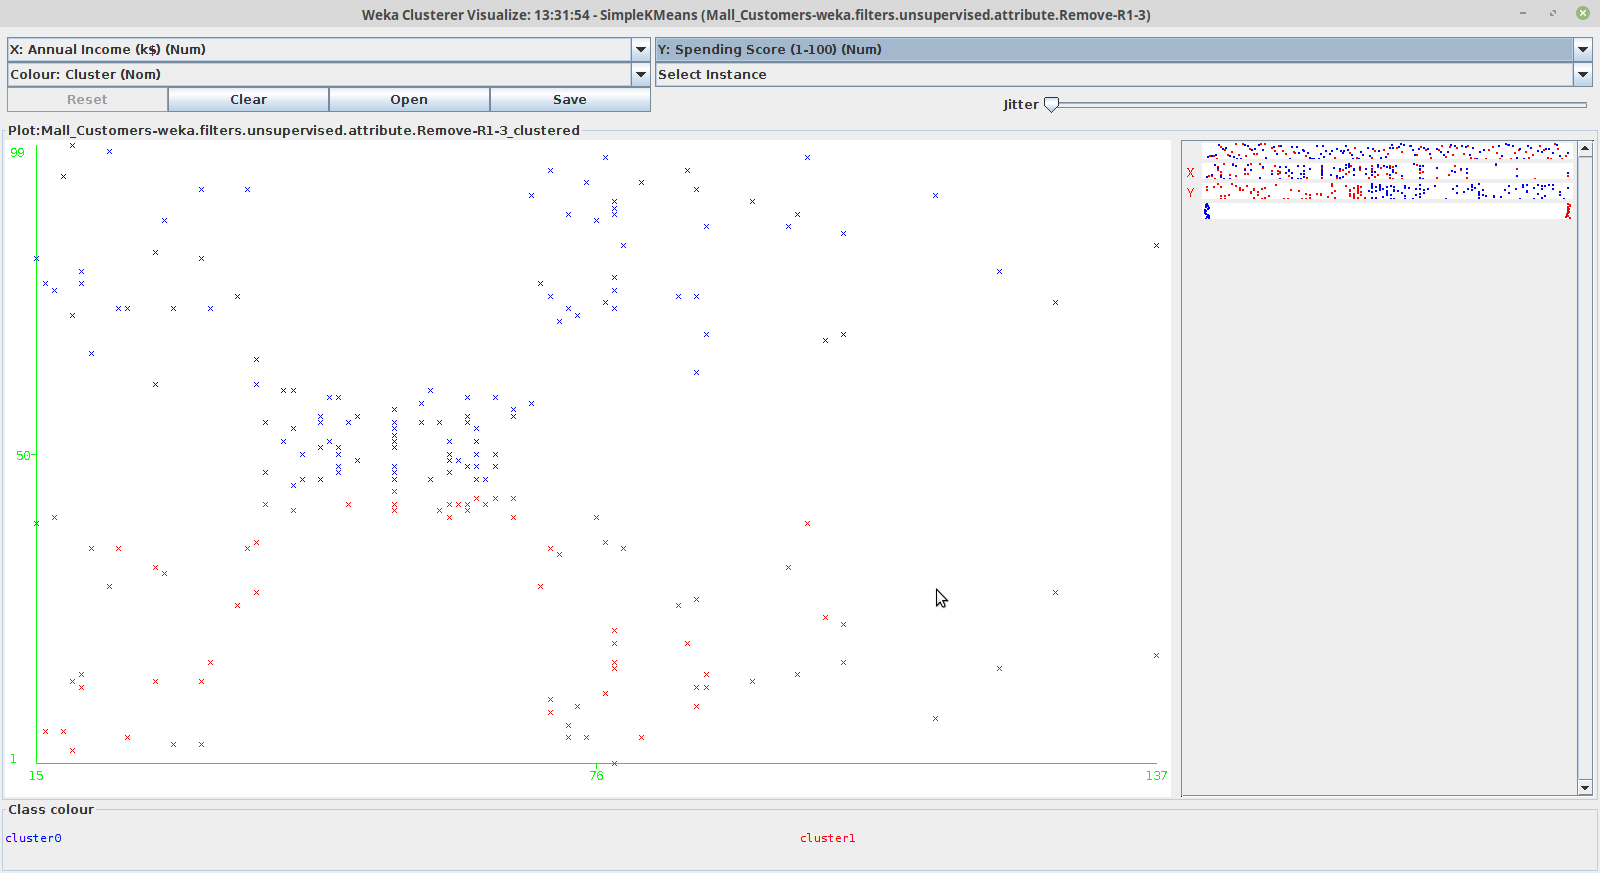 Weka Clusterer Visualize: 13:31:54 - SimpleKMeans (Mall_Customers-weka.filters.unsupervised.attribute.Remove-R1-3)
X: Annual Income (k$) (Num)
Y: Spending Score (1-100) (Num)
Colour: Cluster (Nom)
Select Instance
Reset
Clear
Open
Save
Jitter
Plot:Mall_Customers-weka.filters.unsupervised.attribute.Remove-R1-3_clustered
99
50
1
15
76
137
X
Y
Class colour
cluster0
cluster1